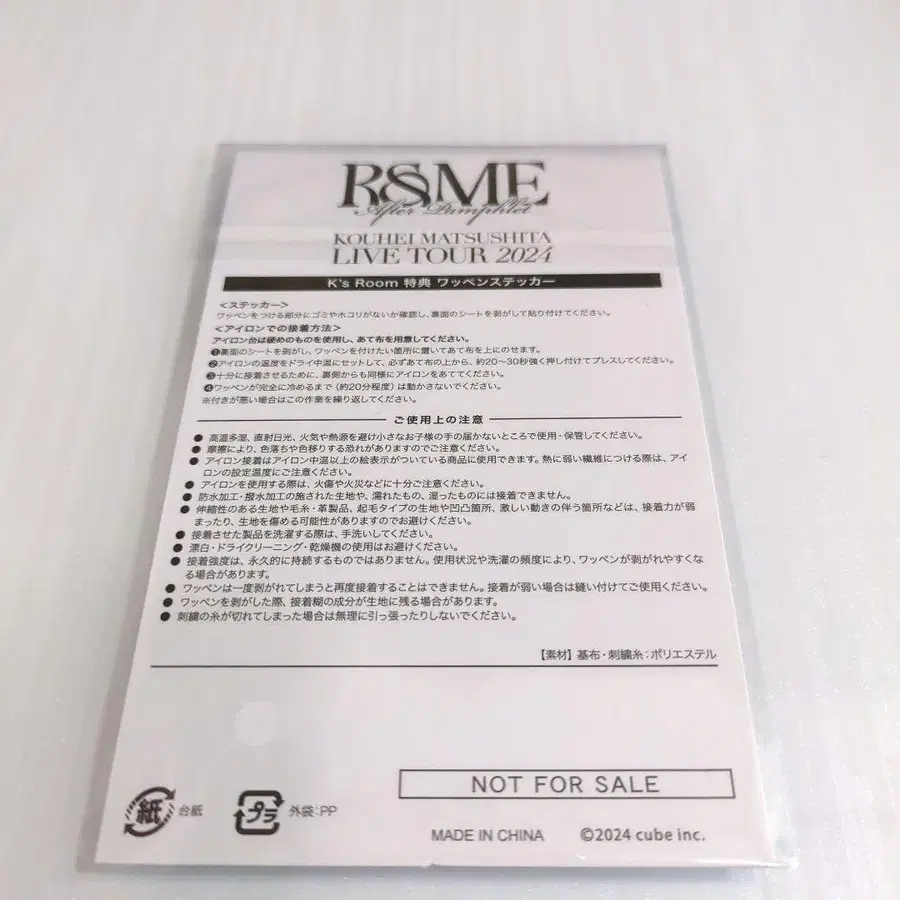 R&ME
After Pamphlet
KOUHEI MATSUSHITA
LIVE TOUR 2024
K's Room 特典 ワッペンステッカー
＜ステッカー＞
ワッペンをつける部分にゴミやホコリがないか確認し、裏面のシートを剥がして貼り付けてください。
＜アイロンでの接着方法＞
アイロン台は硬めのものを使用し、あて布を用意してください。
❶裏面のシートを剥がし、ワッペンを付けたい箇所に置いてあて布を上にのせます。
❷アイロンの温度をドライ中温にセットして、必ずあて布の上から、約20〜30秒強く押し付けてプレスしてください。
❸十分に接着させるために、裏側からも同様にアイロンをあててください。
❹ワッペンが完全に冷めるまで（約20分程度）は動かさないでください。
※付きが悪い場合はこの作業を繰り返してください。
ご使用上の注意
● 高温多湿、直射日光、火気や熱源を避け小さなお子様の手の届かないところで使用・保管してください。
● 摩擦により、色落ちや色移りする恐れがありますのでご注意ください。
● アイロン接着はアイロン中温以上の絵表示がついている商品に使用できます。熱に弱い繊維につける際は、アイ
ロンの設定温度にご注意ください。
● アイロンを使用する際は、火傷や火災などに十分ご注意ください。
● 防水加工・撥水加工の施された生地や、濡れたもの、湿ったものには接着できません。
● 伸縮性のある生地や毛糸・革製品、起毛タイプの生地や凹凸箇所、激しい動きの伴う箇所などは、接着力が弱
まったり、生地を傷める可能性がありますのでお避けください。
● 接着させた製品を洗濯する際は、手洗いしてください。
● 漂白・ドライクリーニング・乾燥機の使用はお避けください。
● 接着強度は、永久的に持続するものではありません。使用状況や洗濯の頻度により、ワッペンが剥がれやすくな
る場合があります。
● ワッペンは一度剥がれてしまうと再度接着することはできません。接着が弱い場合は縫い付けてご使用ください。
● ワッペンを剥がした際、接着糊の成分が生地に残る場合があります。
● 刺繍の糸が切れてしまった場合は無理に引っ張ったりしないでください。
【素材】基布・刺繍糸：ポリエステル
NOT FOR SALE
紙 台紙 プラ 外袋：PP
MADE IN CHINA ©2024 cube inc.